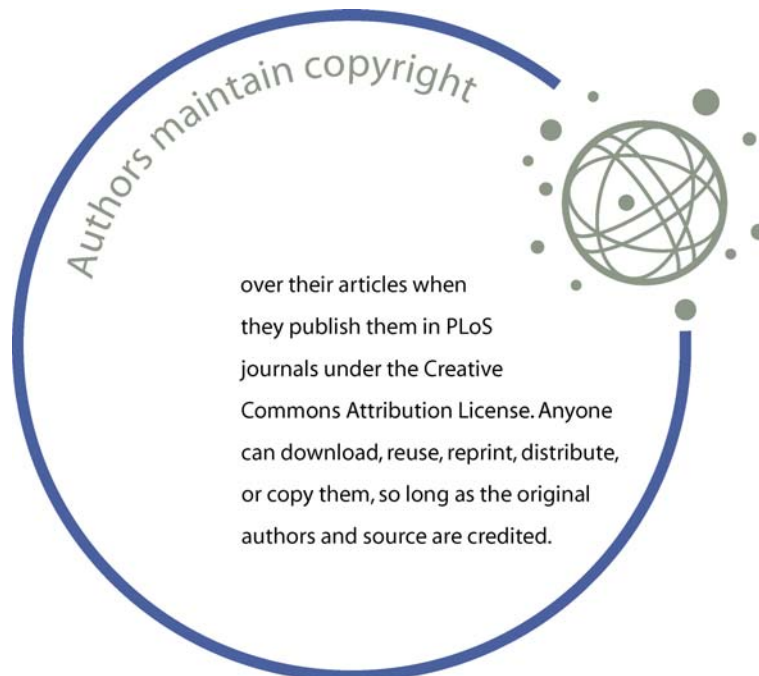 Authors maintain copyright
over their articles when
they publish them in PLoS
journals under the Creative
Commons Attribution License. Anyone
can download, reuse, reprint, distribute,
or copy them, so long as the original
authors and source are credited.